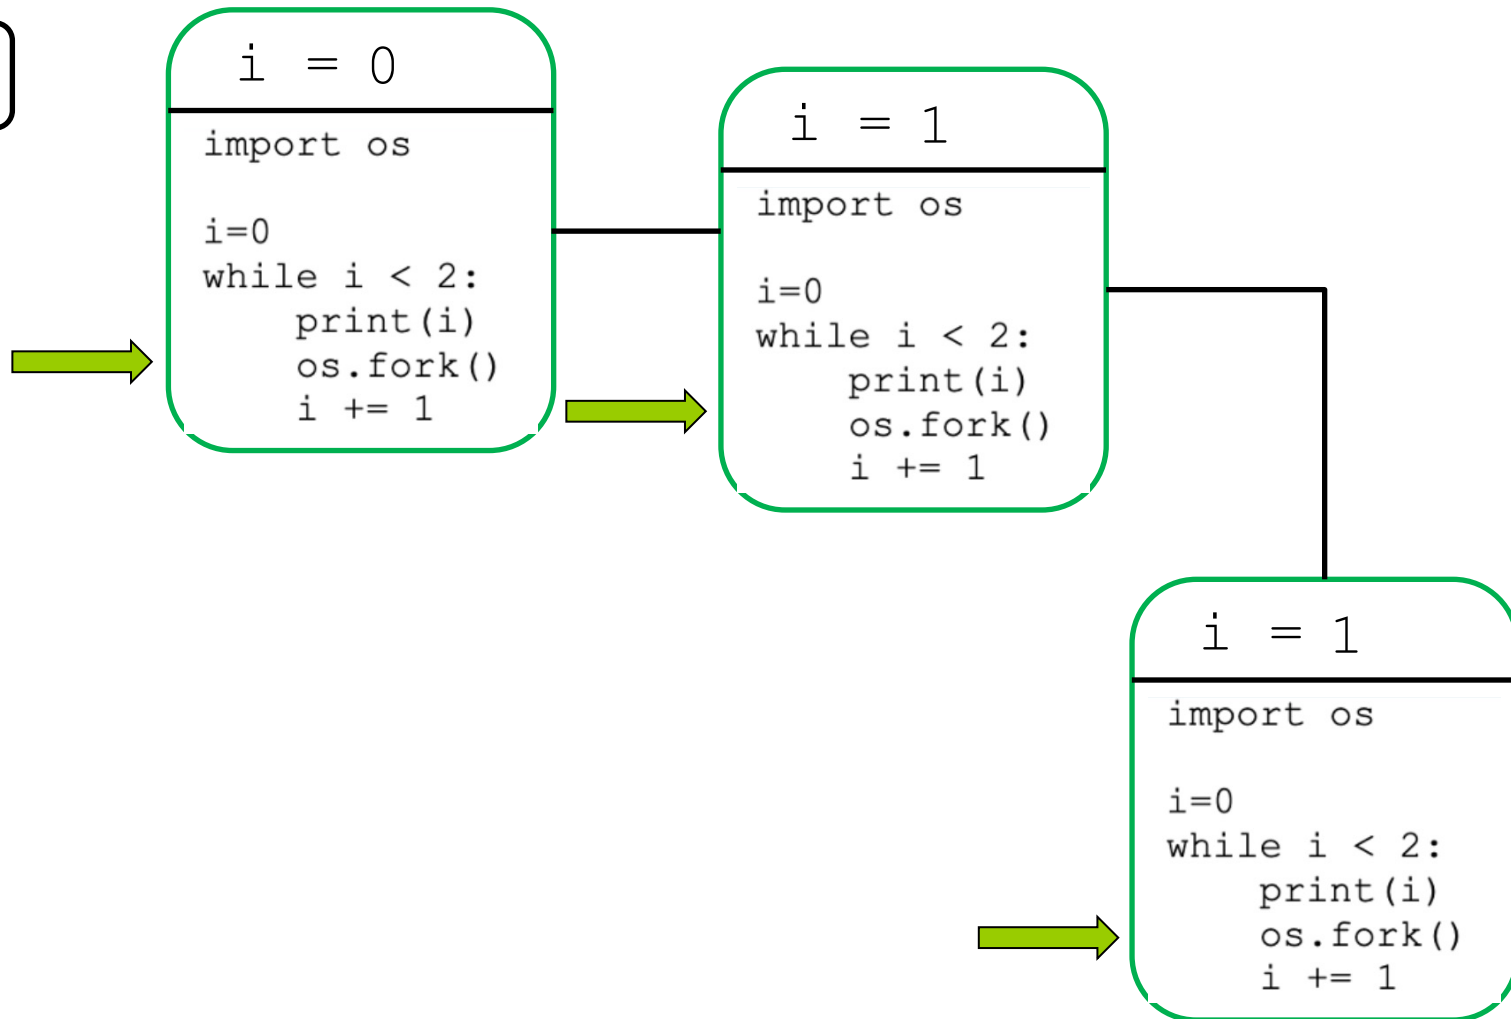 i = 0
import os
i=0
while i < 2:
    print(i)
    os.fork()
    i += 1
i = 1
import os
i=0
while i < 2:
    print(i)
    os.fork()
    i += 1
i = 1
import os
i=0
while i < 2:
    print(i)
    os.fork()
    i += 1